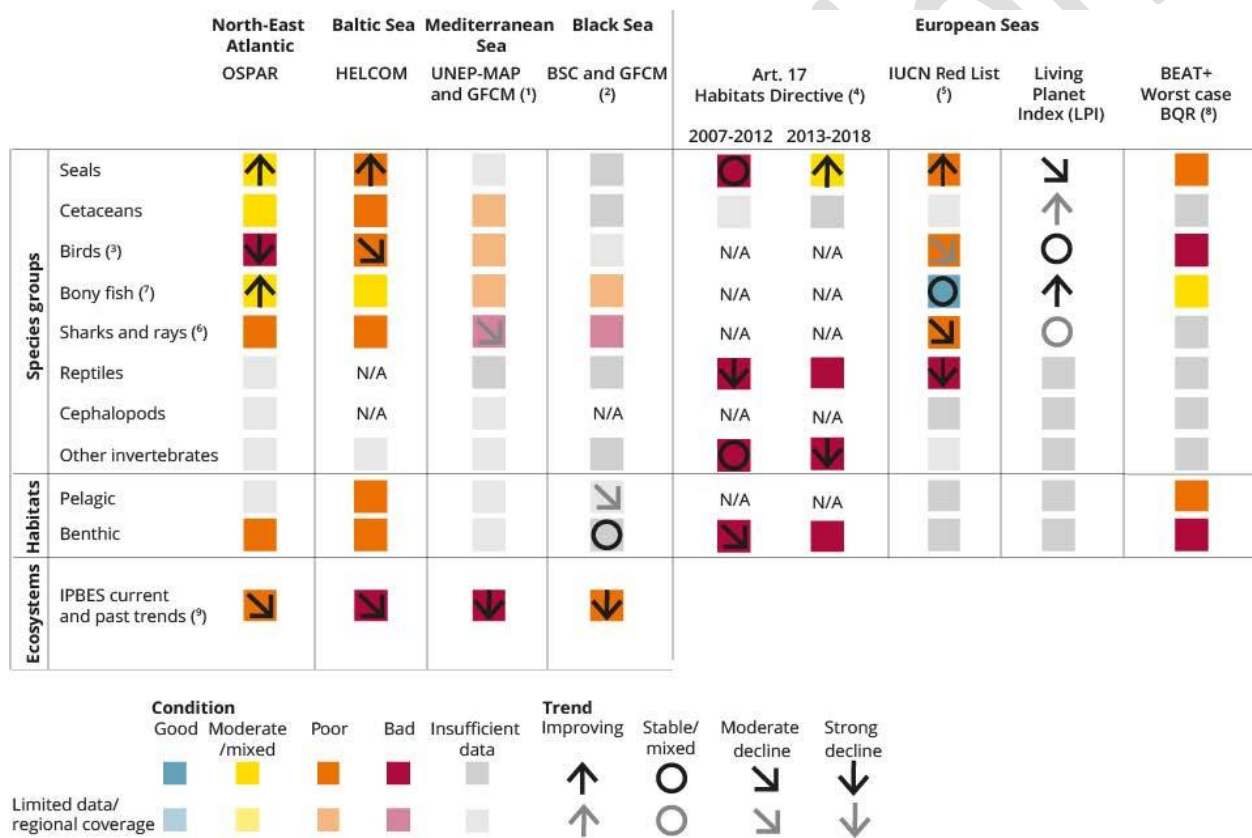 North-East Atlantic Baltic Sea Mediterranean Sea Black Sea European Seas
OSPAR HELCOM UNEP-MAP and GFCM (¹) BSC and GFCM (²) Art. 17 Habitats Directive (⁴) IUCN Red List (⁵) Living Planet Index (LPI) BEAT+ Worst case BQR (⁸)
2007-2012 2013-2018
Species groups
Seals
Cetaceans
Birds (³) N/A N/A
Bony fish (⁷) N/A N/A
Sharks and rays (⁶) N/A N/A
Reptiles N/A
Cephalopods N/A N/A N/A N/A
Other invertebrates
Habitats
Pelagic N/A N/A
Benthic
Ecosystems
IPBES current
and past trends (⁹)
Condition Trend
Good Moderate /mixed Poor Bad Insufficient data Improving Stable/ mixed Moderate decline Strong decline
Limited data/
regional coverage